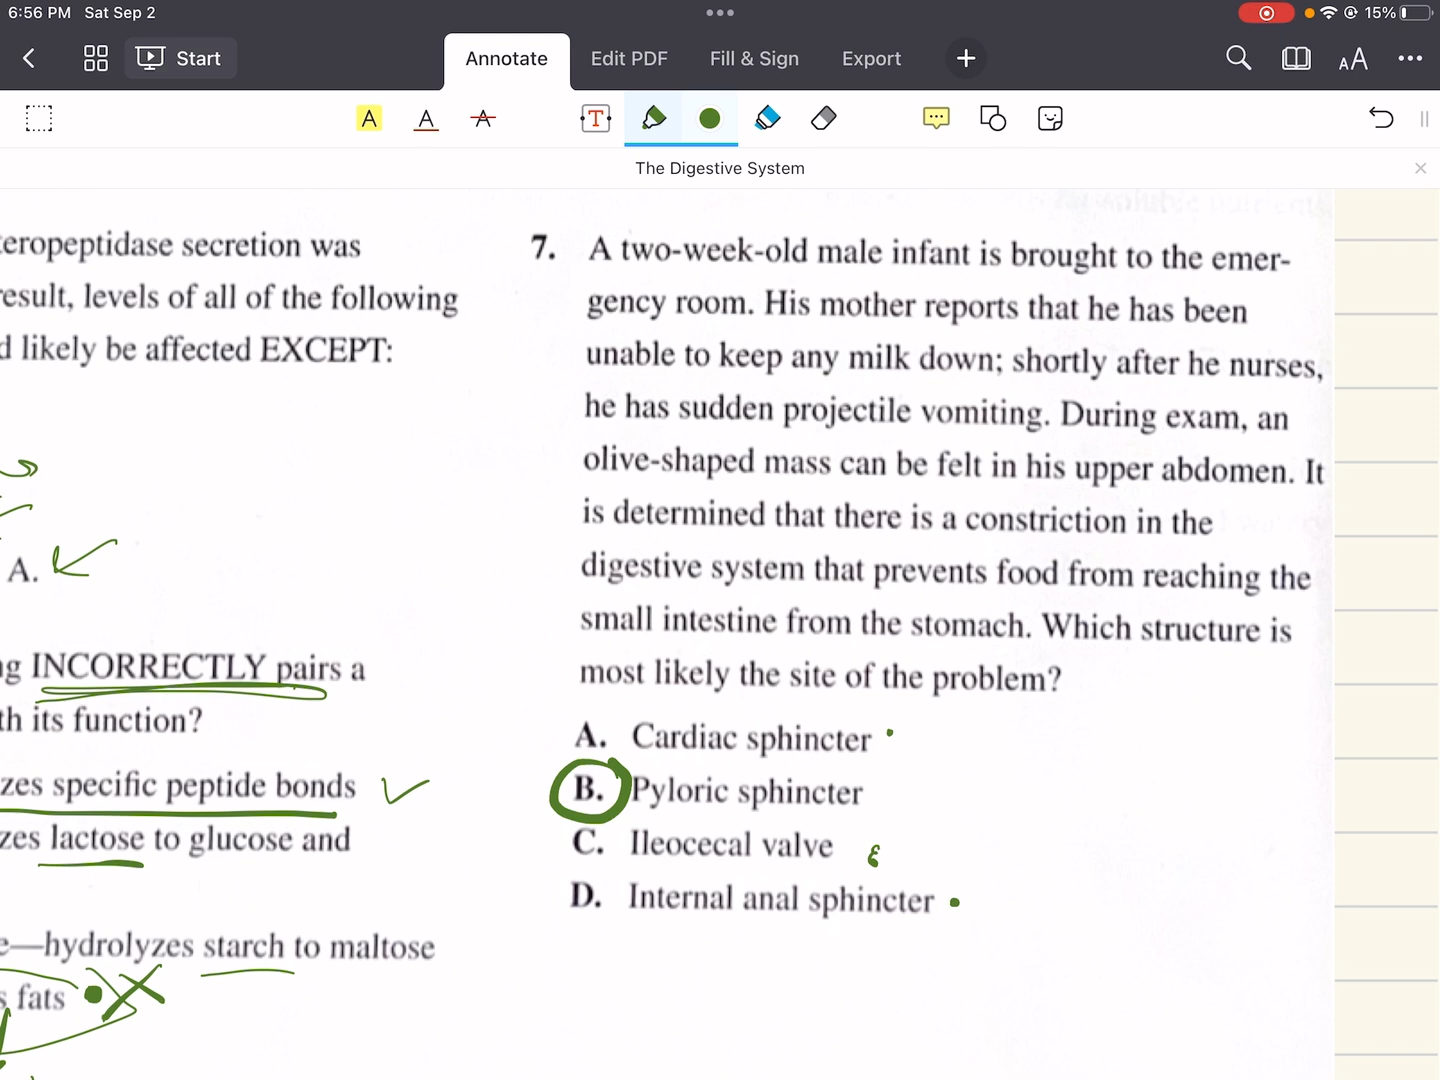 6:56 PM Sat Sep 2
15%
Start
Annotate
Edit PDF
Fill & Sign
Export
The Digestive System
eropeptidase secretion was
esult, levels of all of the following
d likely be affected EXCEPT:
A.
g INCORRECTLY pairs a
th its function?
zes specific peptide bonds
zes lactose to glucose and
e—hydrolyzes starch to maltose
s fats
7. A two-week-old male infant is brought to the emer-
gency room. His mother reports that he has been
unable to keep any milk down; shortly after he nurses,
he has sudden projectile vomiting. During exam, an
olive-shaped mass can be felt in his upper abdomen. It
is determined that there is a constriction in the
digestive system that prevents food from reaching the
small intestine from the stomach. Which structure is
most likely the site of the problem?
A. Cardiac sphincter
B. Pyloric sphincter
C. Ileocecal valve
D. Internal anal sphincter